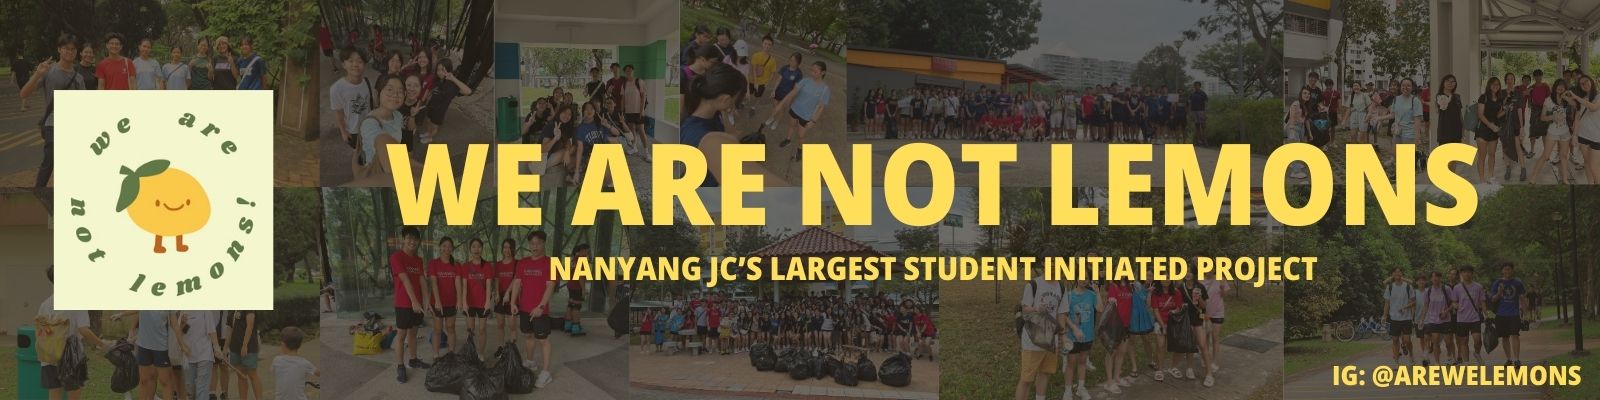 we are
not lemons!
WE ARE NOT LEMONS
NANYANG JC'S LARGEST STUDENT INITIATED PROJECT
IG: @AREWELEMONS